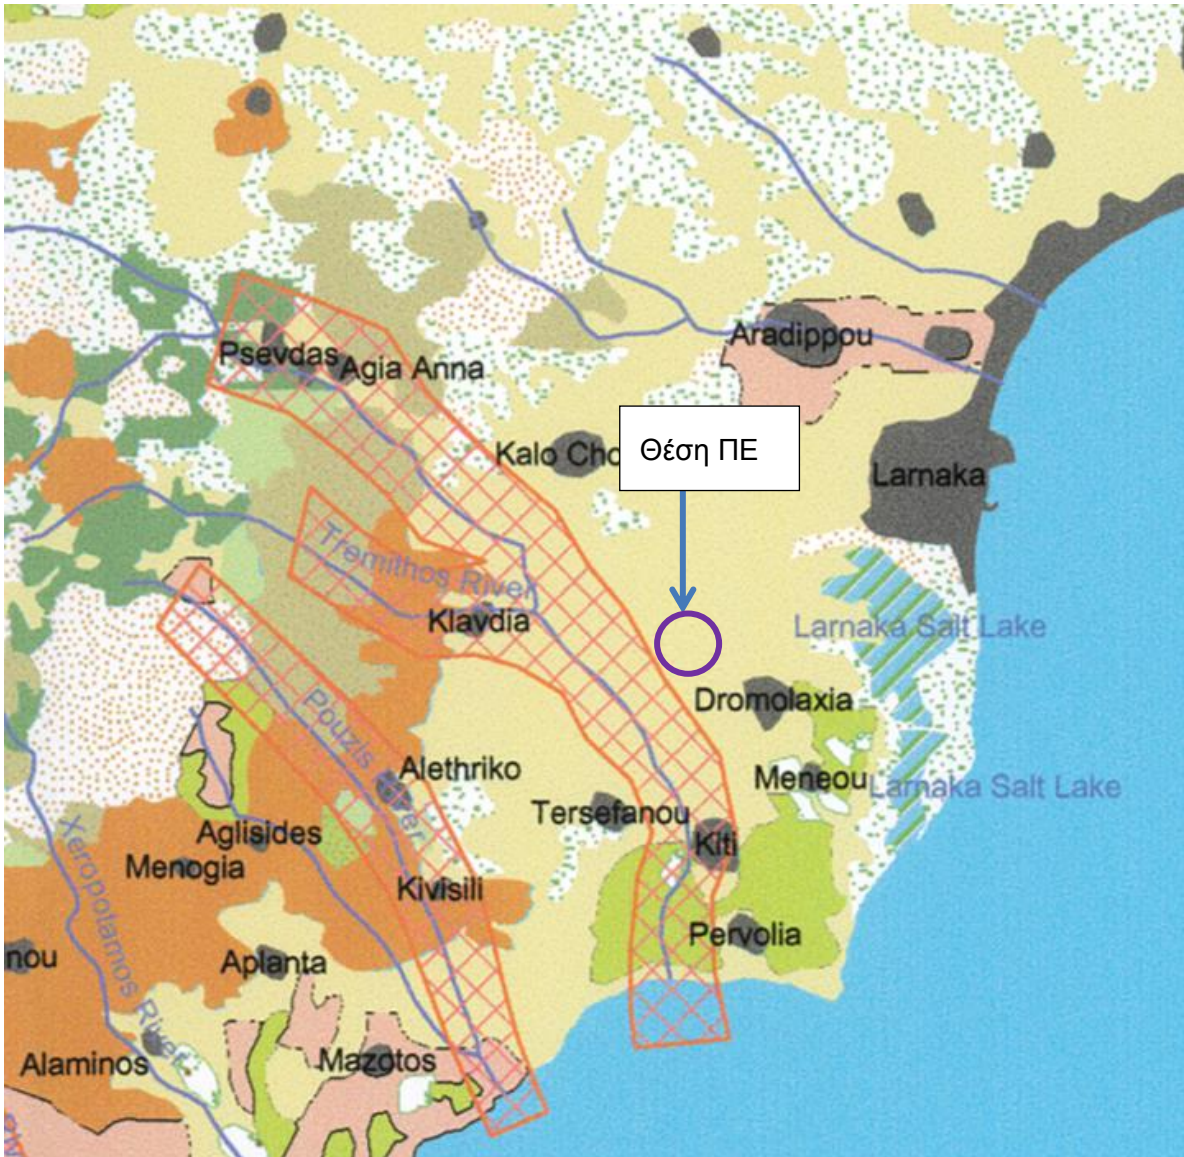 Aradippou
Psevdas
Agia Anna
Kalo Cho
Θέση ΠΕ
Larnaka
Tremithos River
Klavdia
Larnaka Salt Lake
Dromolaxia
Pouzis River
Alethriko
Meneou
Larnaka Salt Lake
Tersefanou
Aglisides
Kiti
Menogia
Xeropotamos River
Kivisili
Pervolia
nou
Aplanta
Alaminos
Mazotos